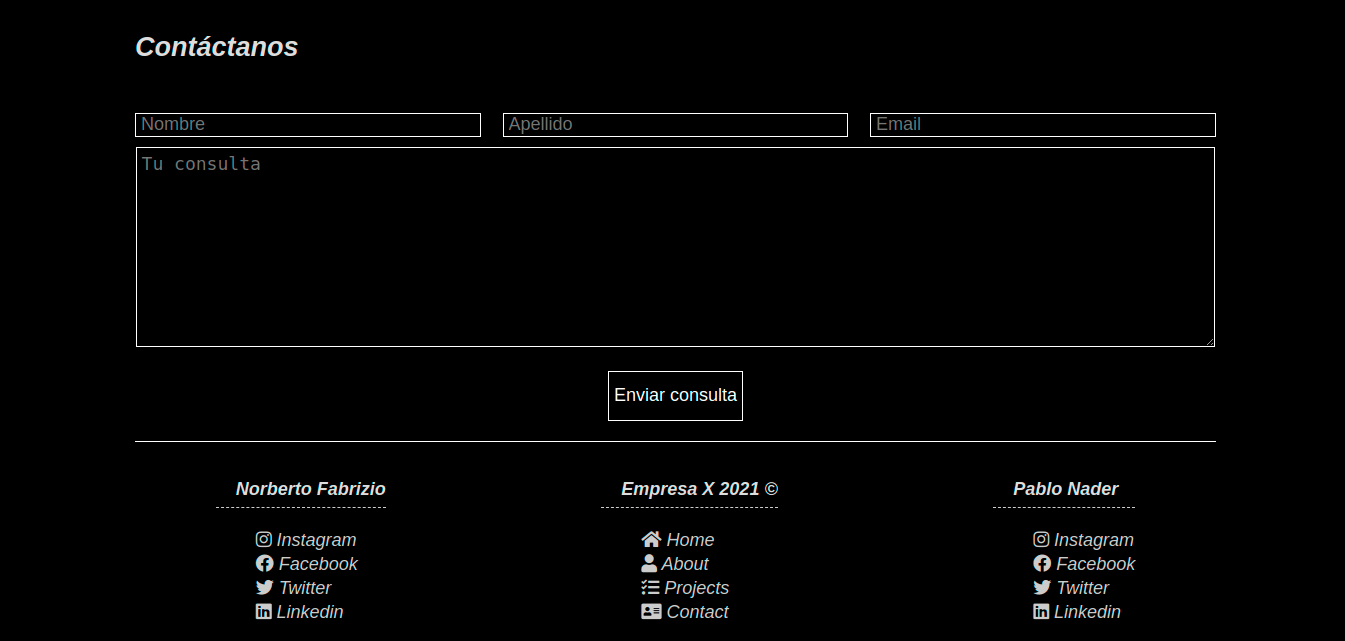 Contáctanos
Nombre
Apellido
Email
Tu consulta
Enviar consulta
Norberto Fabrizio
Instagram
Facebook
Twitter
Linkedin
Empresa X 2021 ©
Home
About
Projects
Contact
Pablo Nader
Instagram
Facebook
Twitter
Linkedin